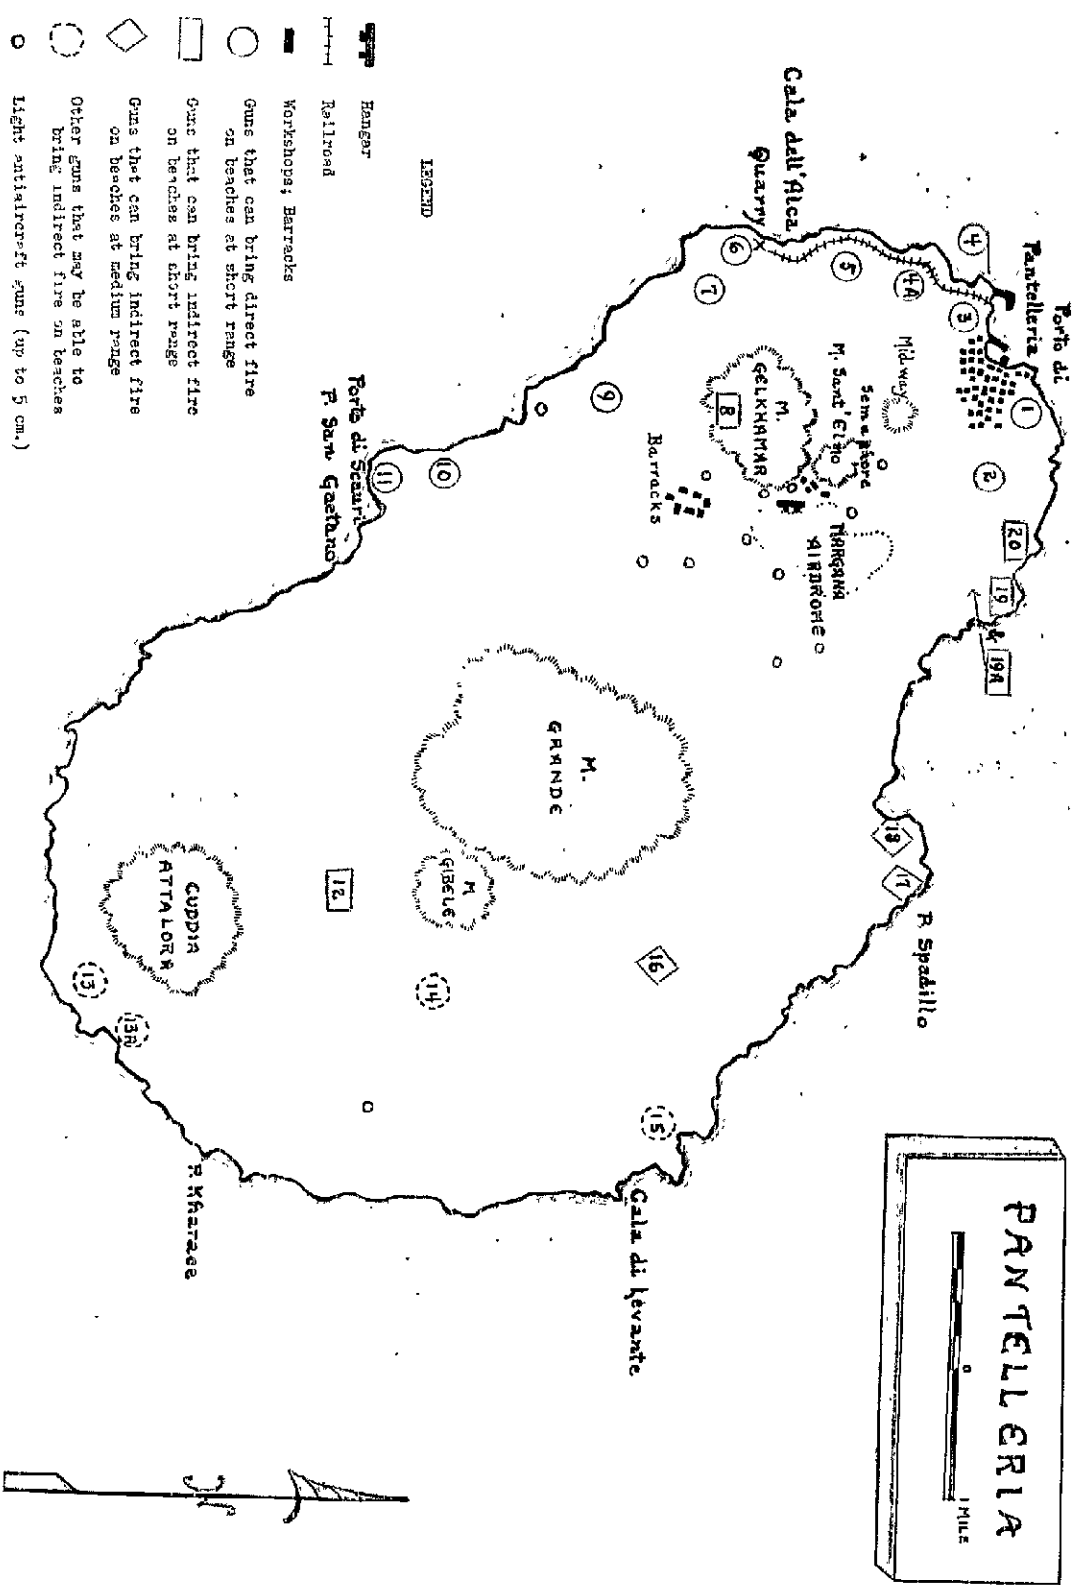 PANTELLERIA
0
1 MILE
Porto di
Pantelleria
1
2
3
4
4A
5
6
7
Cala dell'Alca
Quarry
Midway
Semaphore
M. Sant'Elmo
M.
GELKHAMAR
8
MARGANA
AIRDROME
Barracks
9
10
11
Porto di Scauri
P. San Gaetano
20
19
&
19A
18
17
P. Spadillo
M.
GRANDE
M
GIBELE
16
12
14
15
Cala di Levante
CUDDIA
ATTALORA
13
13A
P. Kharace
N
LEGEND
Hangar
Railroad
Workshops; Barracks
Guns that can bring direct fire
on beaches at short range
Guns that can bring indirect fire
on beaches at short range
Guns that can bring indirect fire
on beaches at medium range
Other guns that may be able to
bring indirect fire on beaches
Light antiaircraft guns (up to 5 cm.)